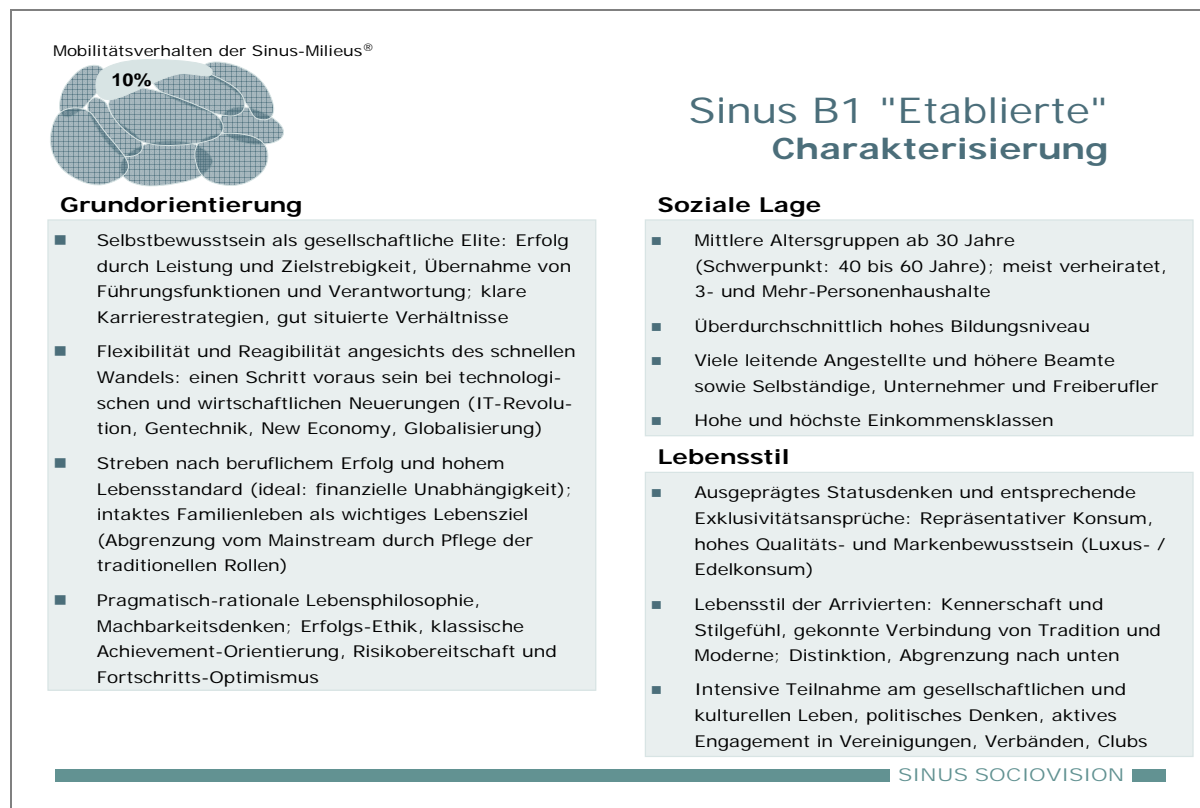 Mobilitätsverhalten der Sinus-Milieus®
10%
Sinus B1 "Etablierte"
Charakterisierung
Grundorientierung
■ Selbstbewusstsein als gesellschaftliche Elite: Erfolg
durch Leistung und Zielstrebigkeit, Übernahme von
Führungsfunktionen und Verantwortung; klare
Karrierestrategien, gut situierte Verhältnisse
■ Flexibilität und Reagibilität angesichts des schnellen
Wandels: einen Schritt voraus sein bei technologi-
schen und wirtschaftlichen Neuerungen (IT-Revolu-
tion, Gentechnik, New Economy, Globalisierung)
■ Streben nach beruflichem Erfolg und hohem
Lebensstandard (ideal: finanzielle Unabhängigkeit);
intaktes Familienleben als wichtiges Lebensziel
(Abgrenzung vom Mainstream durch Pflege der
traditionellen Rollen)
■ Pragmatisch-rationale Lebensphilosophie,
Machbarkeitsdenken; Erfolgs-Ethik, klassische
Achievement-Orientierung, Risikobereitschaft und
Fortschritts-Optimismus
Soziale Lage
■ Mittlere Altersgruppen ab 30 Jahre
(Schwerpunkt: 40 bis 60 Jahre); meist verheiratet,
3- und Mehr-Personenhaushalte
■ Überdurchschnittlich hohes Bildungsniveau
■ Viele leitende Angestellte und höhere Beamte
sowie Selbständige, Unternehmer und Freiberufler
■ Hohe und höchste Einkommensklassen
Lebensstil
■ Ausgeprägtes Statusdenken und entsprechende
Exklusivitätsansprüche: Repräsentativer Konsum,
hohes Qualitäts- und Markenbewusstsein (Luxus- /
Edelkonsum)
■ Lebensstil der Arrivierten: Kennerschaft und
Stilgefühl, gekonnte Verbindung von Tradition und
Moderne; Distinktion, Abgrenzung nach unten
■ Intensive Teilnahme am gesellschaftlichen und
kulturellen Leben, politisches Denken, aktives
Engagement in Vereinigungen, Verbänden, Clubs
SINUS SOCIOVISION